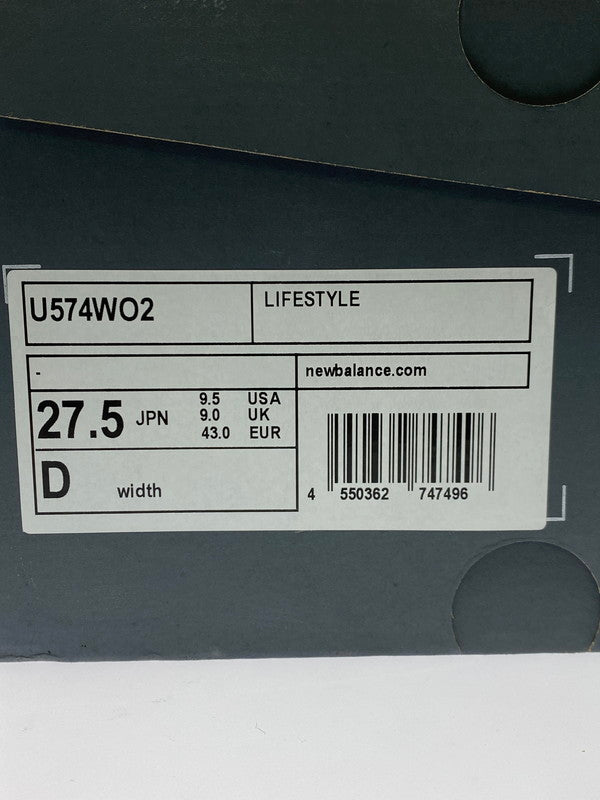 U574WO2
LIFESTYLE
-
newbalance.com
27.5 JPN
9.5 USA
9.0 UK
43.0 EUR
D width
4 550362 747496